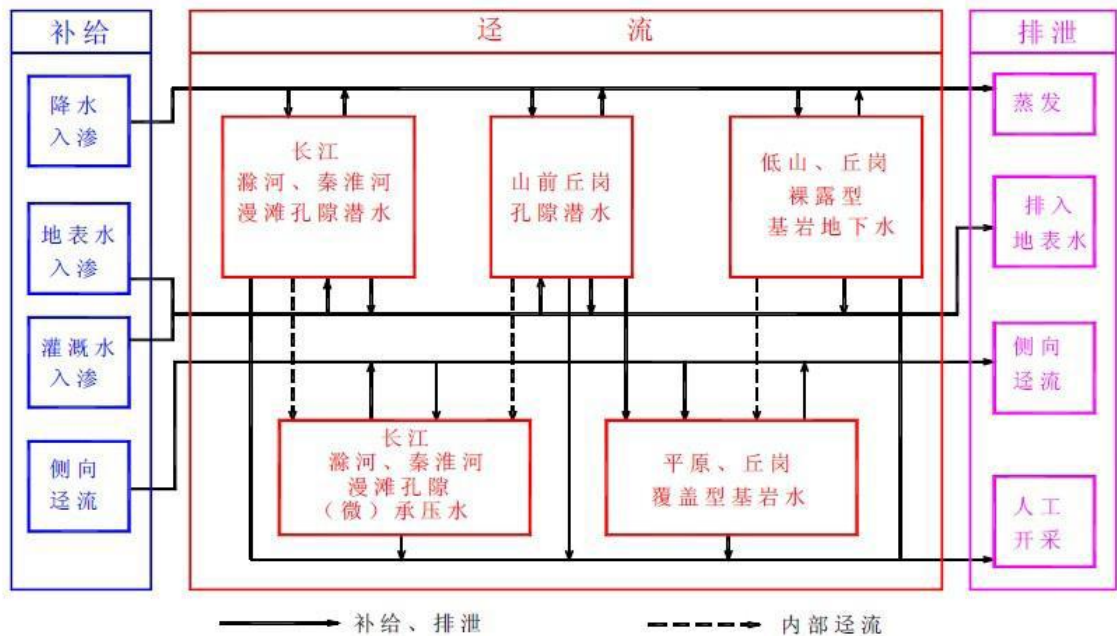 补给
降水
入渗
地表水
入渗
灌溉水
入渗
侧向
迳流
迳流
长江
滁河、秦淮河
漫滩孔隙潜水
山前丘岗
孔隙潜水
低山、丘岗
裸露型
基岩地下水
长江
滁河、秦淮河
漫滩孔隙
（微）承压水
平原、丘岗
覆盖型基岩水
排泄
蒸发
排入
地表水
侧向
迳流
人工
开采
补给、排泄
内部迳流